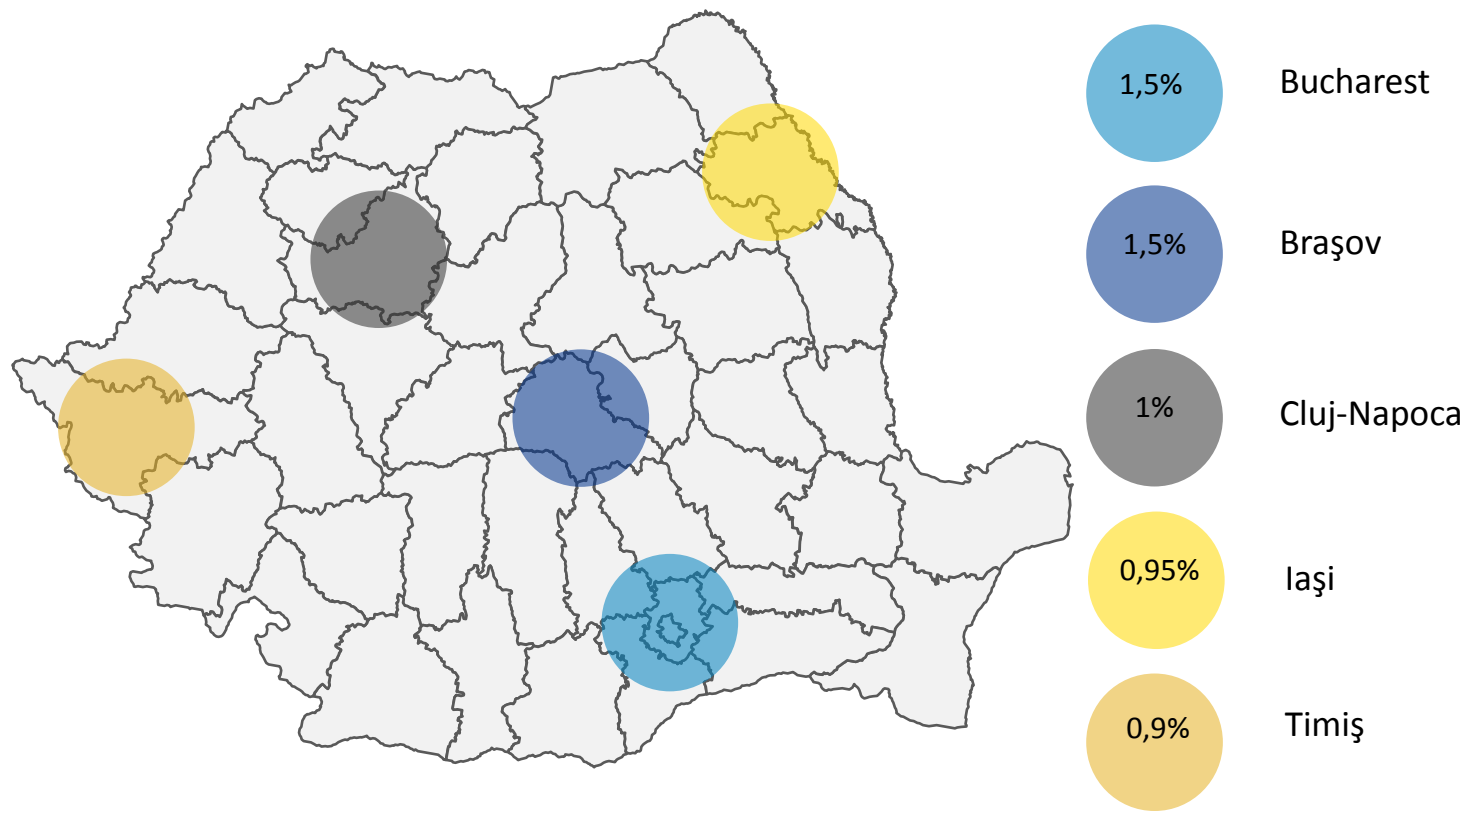 1,5% Bucharest
1,5% Braşov
1% Cluj-Napoca
0,95% Iaşi
0,9% Timiş